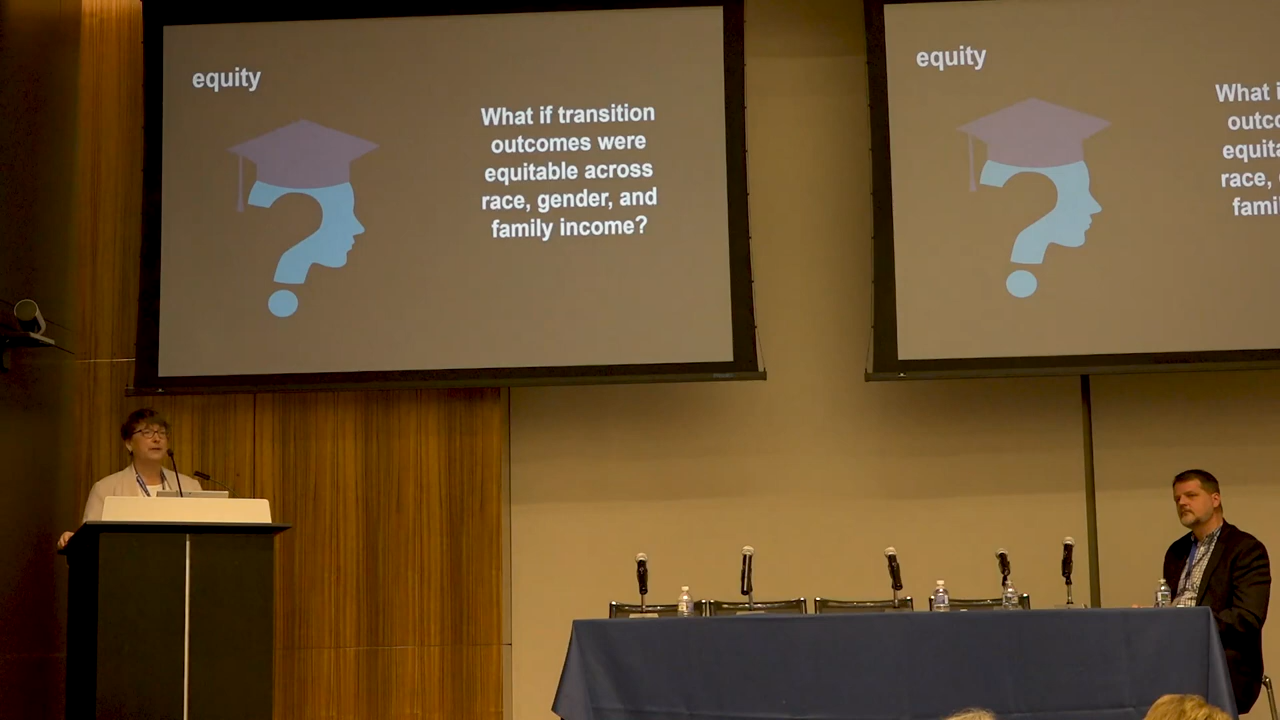 equity
What if transition
outcomes were
equitable across
race, gender, and
family income?
equity
What i
outco
equita
race,
famil